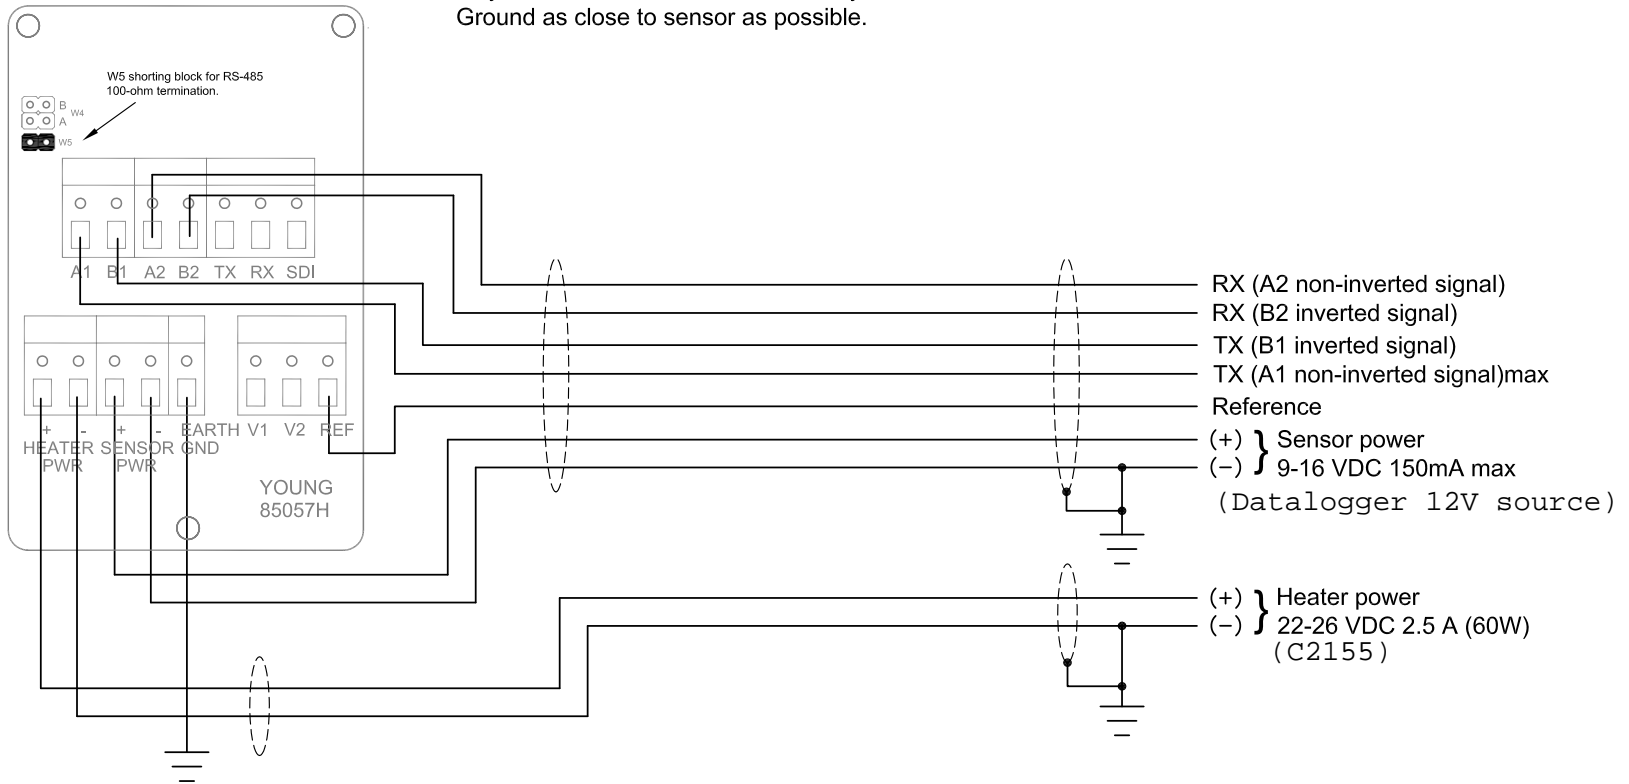 Ground as close to sensor as possible.
W5 shorting block for RS-485
100-ohm termination.
B
W4
A
W5
A1 B1 A2 B2 TX RX SDI
RX (A2 non-inverted signal)
RX (B2 inverted signal)
TX (B1 inverted signal)
TX (A1 non-inverted signal)max
Reference
(+) Sensor power
(−) 9-16 VDC 150mA max
(Datalogger 12V source)
+ - + - EARTH V1 V2 REF
HEATER SENSOR GND
PWR PWR
YOUNG
85057H
(+) Heater power
(−) 22-26 VDC 2.5 A (60W)
(C2155)